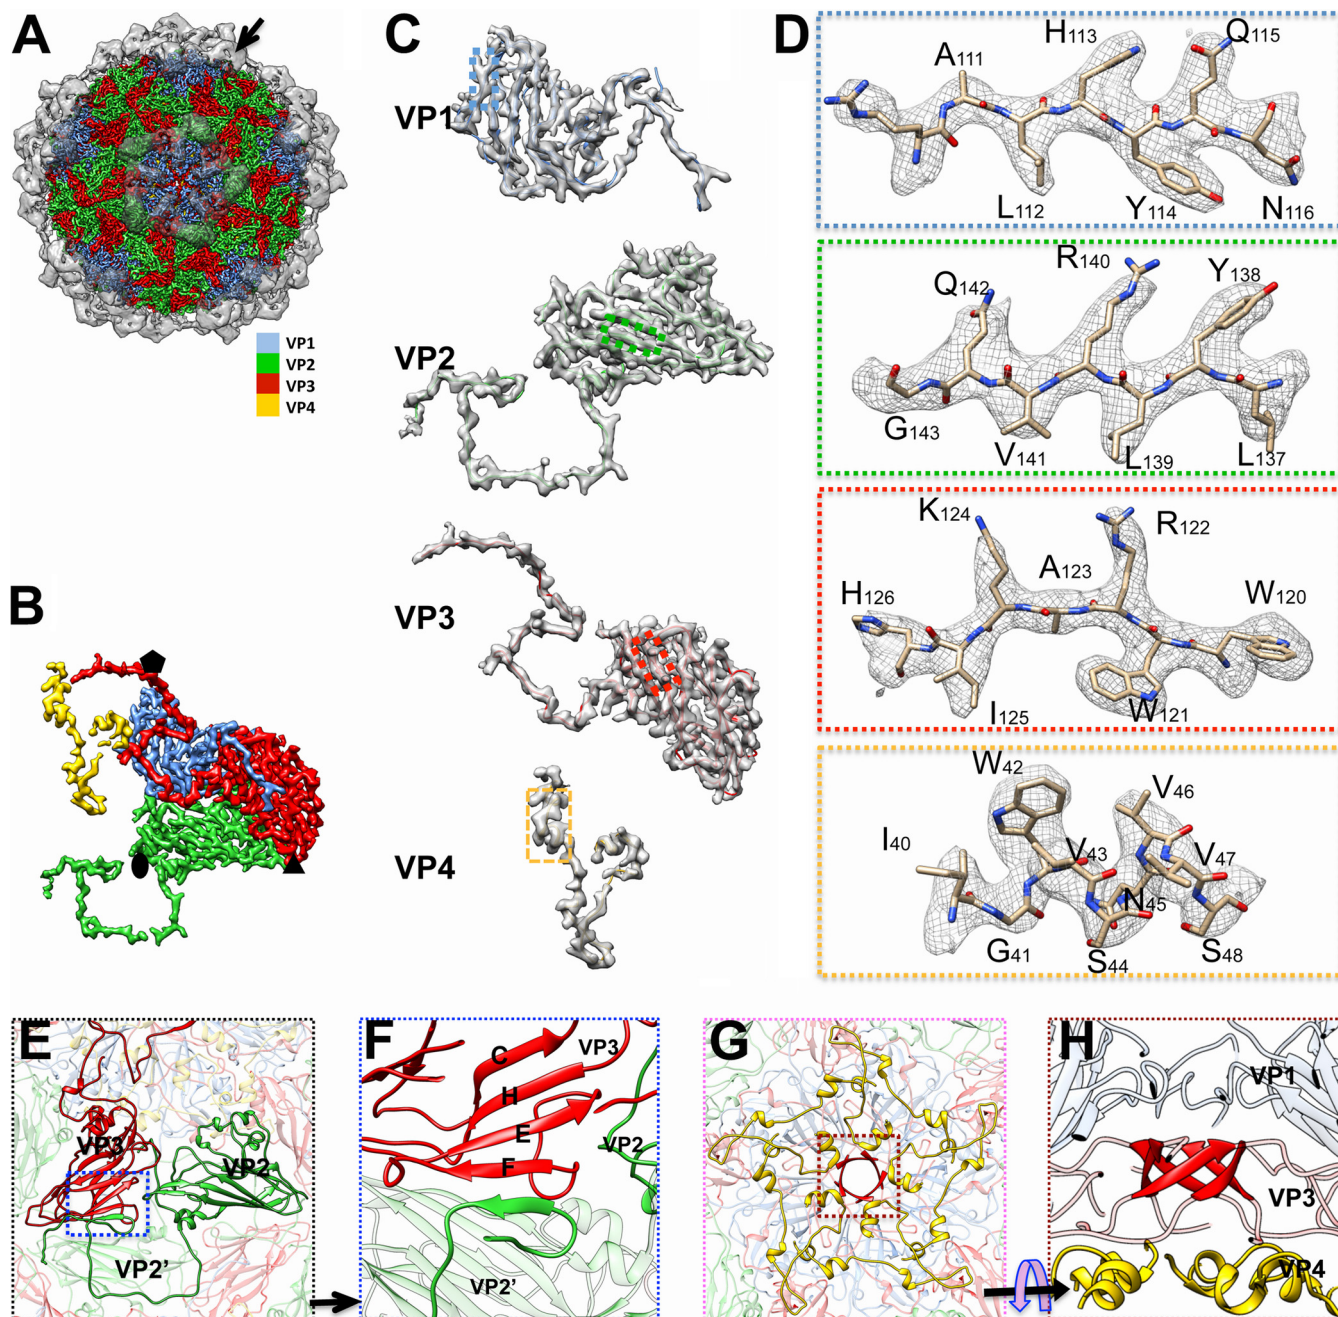 A
VP1
VP2
VP3
VP4
B
C
VP1
VP2
VP3
VP4
D
A111
H113
Q115
L112
Y114
N116
Q142
R140
Y138
G143
V141
L139
L137
K124
A123
R122
H126
W120
I125
W121
W42
V46
I40
V43
V47
N45
G41
S44
S48
E
VP3
VP2
VP2'
F
C
VP3
H
E
VP2
F
VP2'
G
H
VP1
VP3
VP4